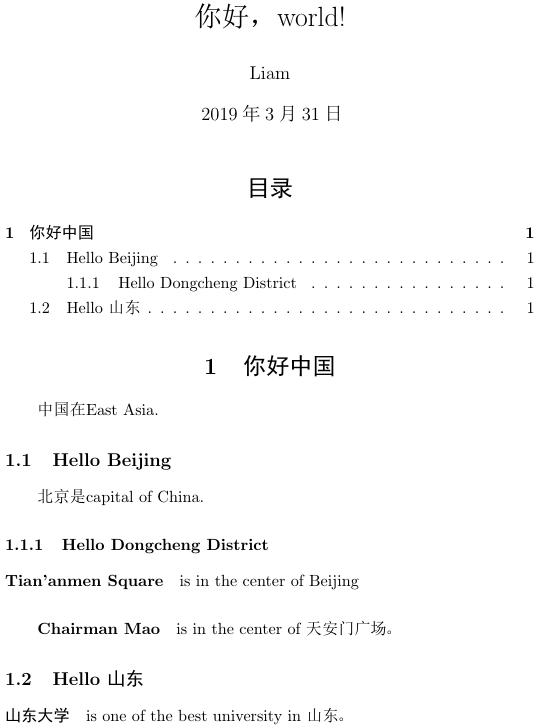 你好，world!
Liam
2019 年 3 月 31 日
目录
1 你好中国 1
1.1 Hello Beijing . . . . . . . . . . . . . . . . . . . . . . . . . . . 1
1.1.1 Hello Dongcheng District . . . . . . . . . . . . . . . . 1
1.2 Hello 山东 . . . . . . . . . . . . . . . . . . . . . . . . . . . . . 1
1 你好中国
中国在East Asia.
1.1 Hello Beijing
北京是capital of China.
1.1.1 Hello Dongcheng District
Tian'anmen Square is in the center of Beijing
Chairman Mao is in the center of 天安门广场。
1.2 Hello 山东
山东大学 is one of the best university in 山东。